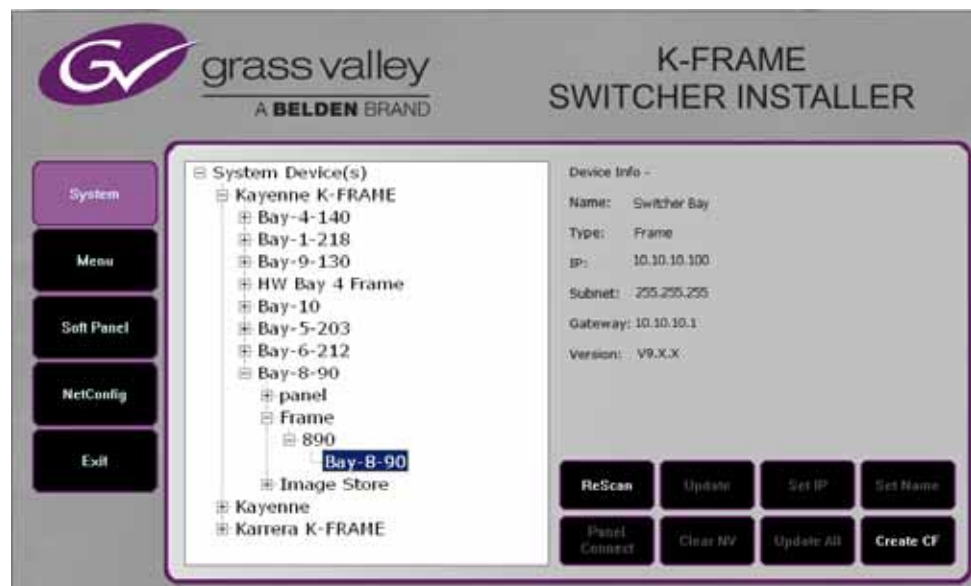 GV
grass valley
A BELDEN BRAND
K-FRAME
SWITCHER INSTALLER
System
Menu
Soft Panel
NetConfig
Exit
System Device(s)
Kayenne K-FRAME
Bay-4-140
Bay-1-218
Bay-9-130
HW Bay 4 Frame
Bay-10
Bay-5-203
Bay-6-212
Bay-8-90
panel
Frame
890
Bay-8-90
Image Store
Kayenne
Karrera K-FRAME
Device Info -
Name: Switcher Bay
Type: Frame
IP: 10.10.10.100
Subnet: 255.255.255
Gateway: 10.10.10.1
Version: V9.X.X
ReScan Update Set IP Set Name
Panel Connect Clear NV Update All Create CF